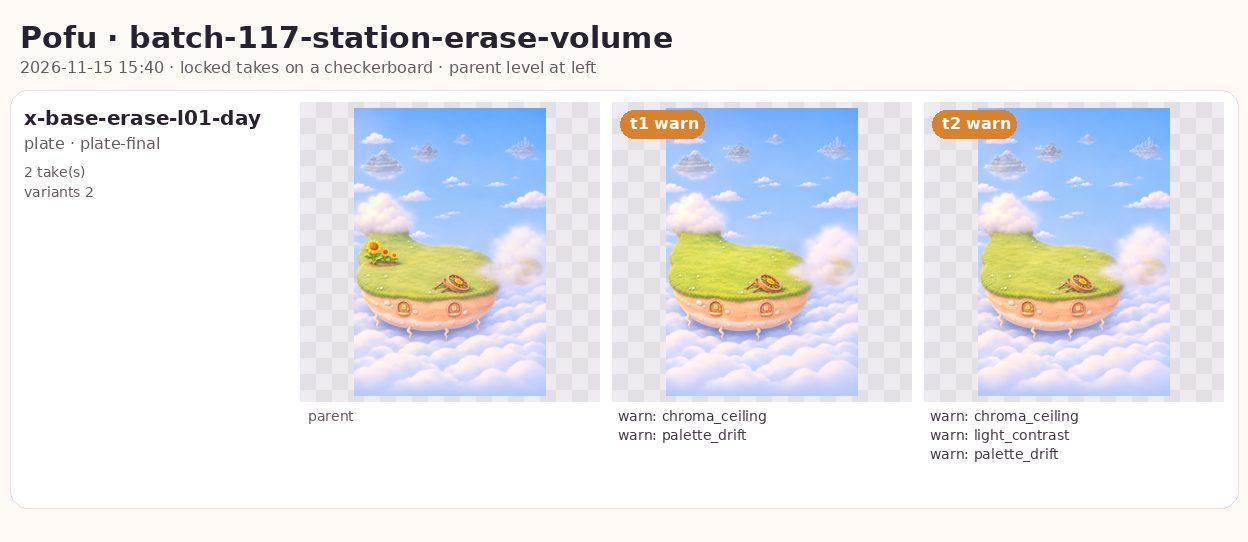 Pofu · batch-117-station-erase-volume
2026-11-15 15:40 · locked takes on a checkerboard · parent level at left
x-base-erase-l01-day
plate · plate-final
2 take(s)
variants 2
parent
t1 warn
warn: chroma_ceiling
warn: palette_drift
t2 warn
warn: chroma_ceiling
warn: light_contrast
warn: palette_drift